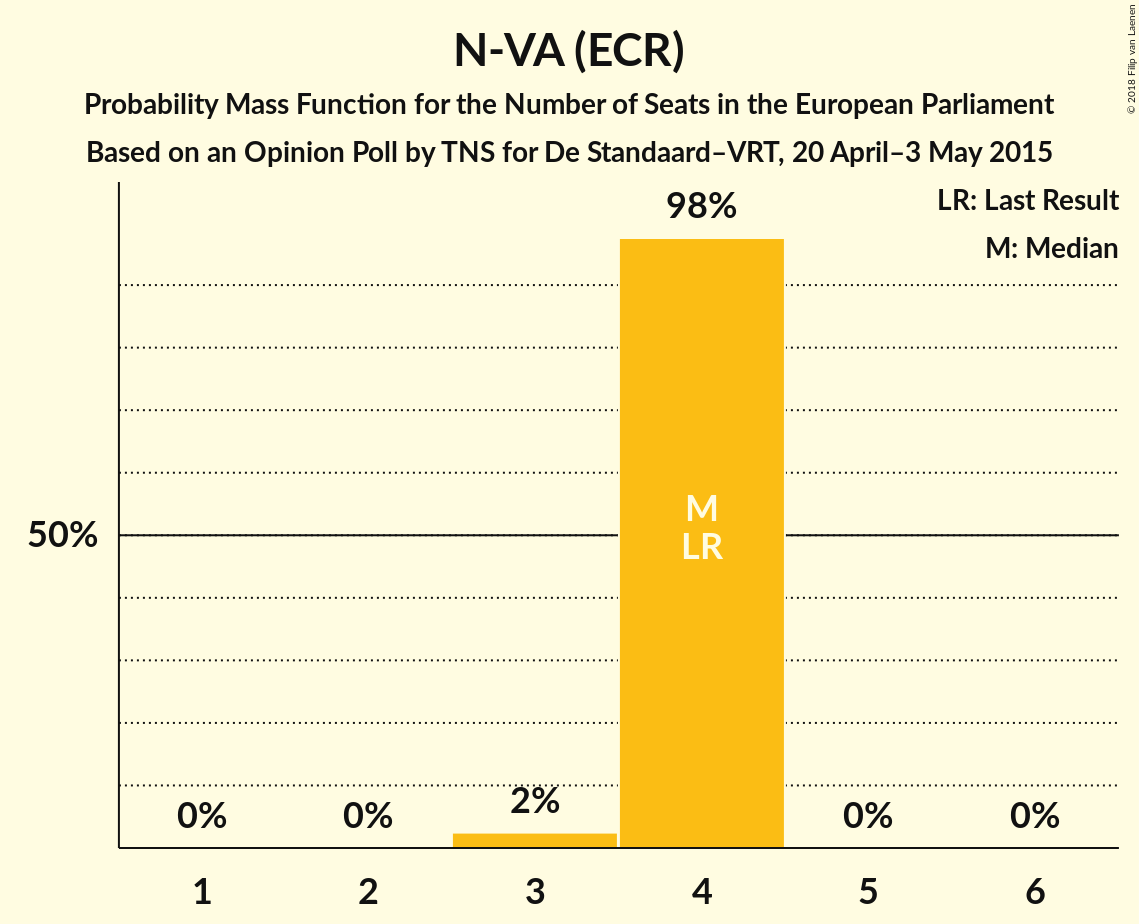 N-VA (ECR)
Probability Mass Function for the Number of Seats in the European Parliament
Based on an Opinion Poll by TNS for De Standaard–VRT, 20 April–3 May 2015
© 2018 Filip van Laenen
LR: Last Result
M: Median
98%
M
LR
50%
0%
0%
2%
0%
0%
1
2
3
4
5
6